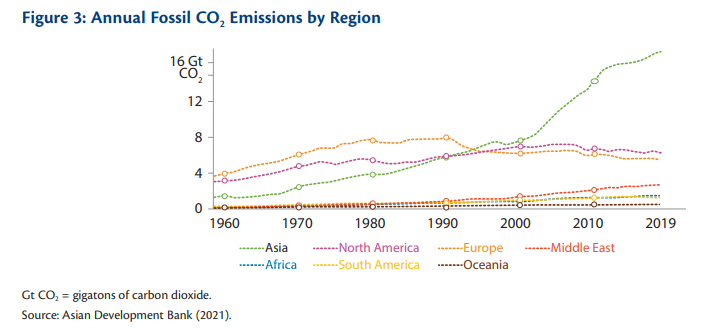 Figure 3: Annual Fossil CO₂ Emissions by Region
16 Gt
CO₂
12
8
4
0
1960 1970 1980 1990 2000 2010 2019
Asia North America Europe Middle East
Africa South America Oceania
Gt CO₂ = gigatons of carbon dioxide.
Source: Asian Development Bank (2021).